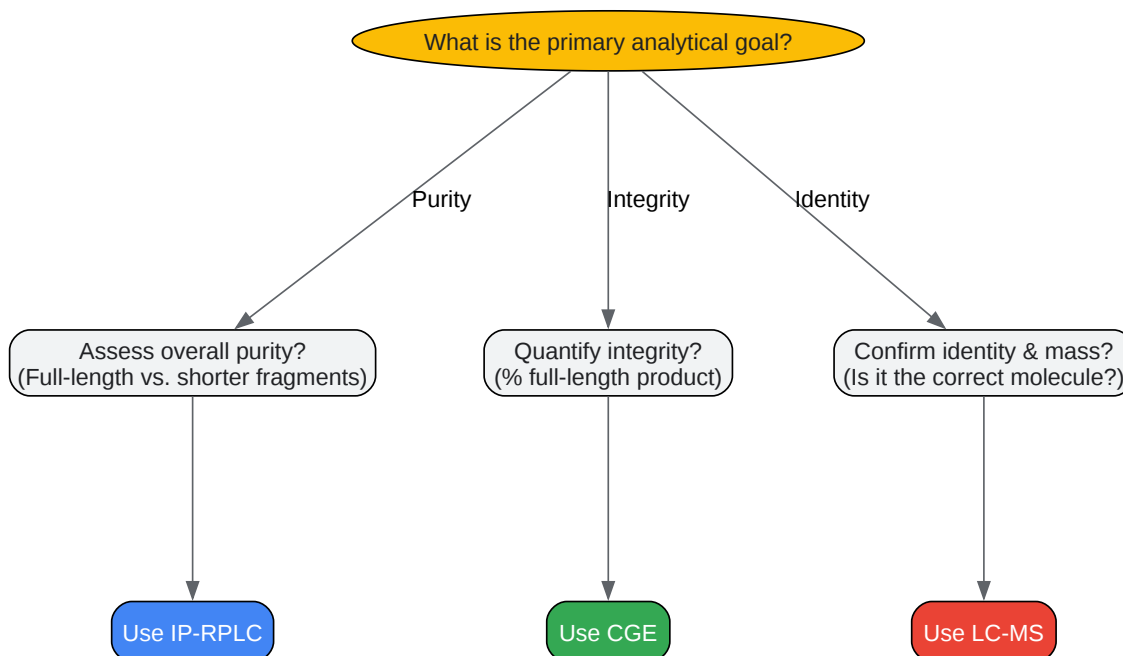 What is the primary analytical goal?
Purity
Integrity
Identity
Assess overall purity?
(Full-length vs. shorter fragments)
Quantify integrity?
(% full-length product)
Confirm identity & mass?
(Is it the correct molecule?)
Use IP-RPLC
Use CGE
Use LC-MS